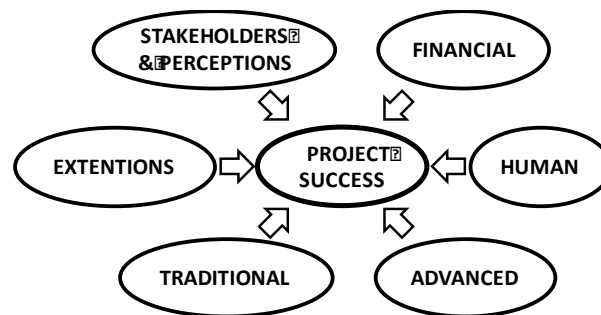 STAKEHOLDERS
& PERCEPTIONS
FINANCIAL
EXTENTIONS
PROJECT
SUCCESS
HUMAN
TRADITIONAL
ADVANCED